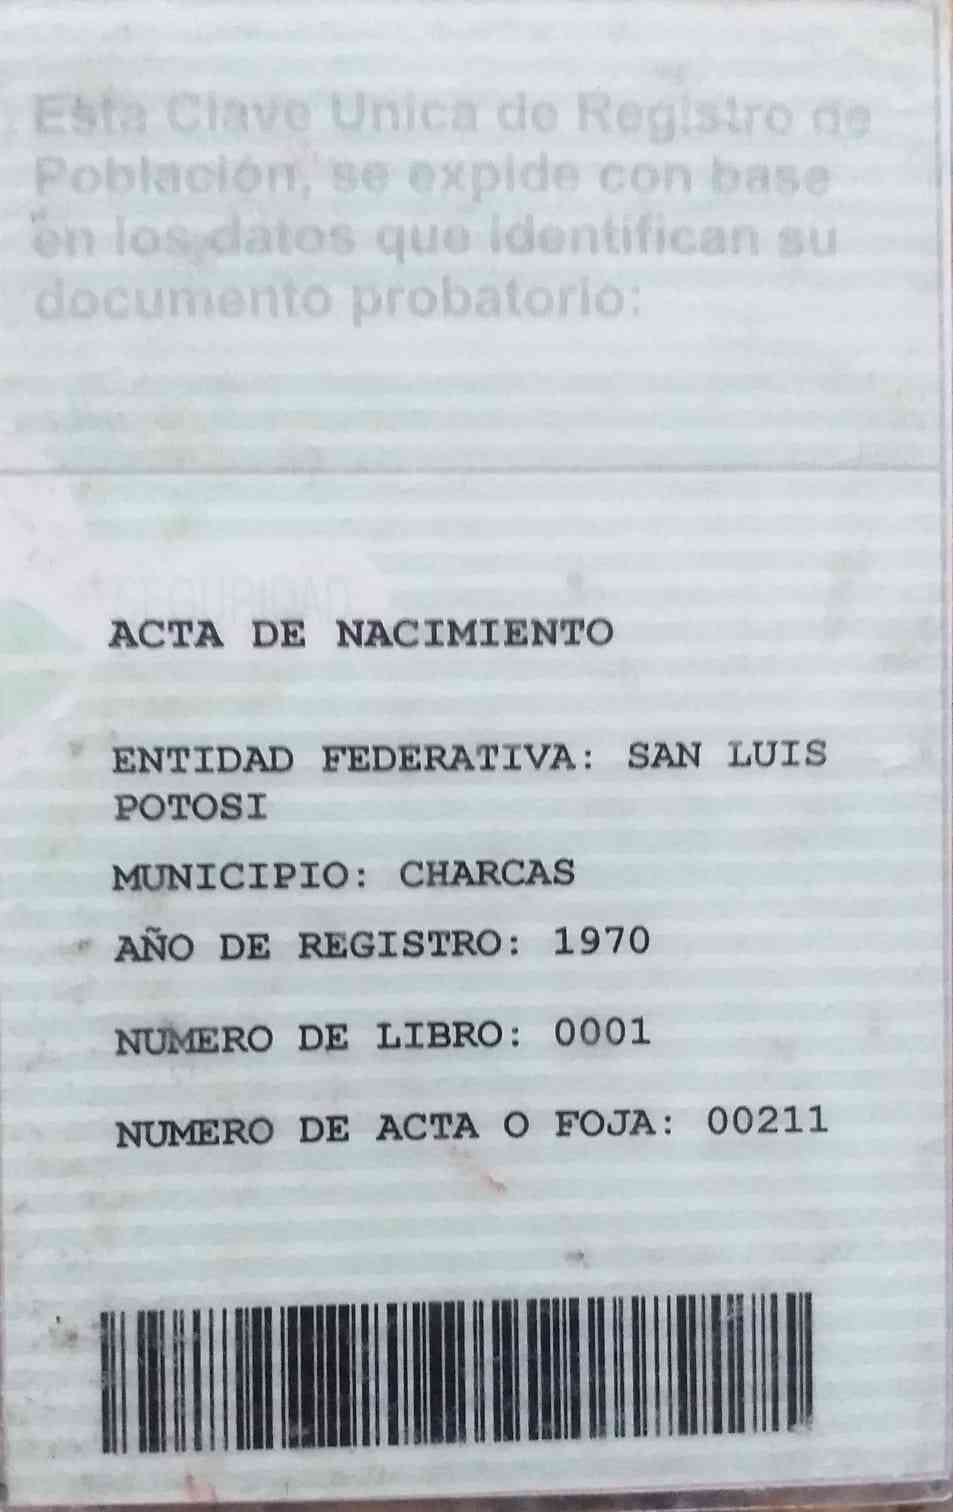 Esta Clave Unica de Registro de
Población, se expide con base
en los datos que identifican su
documento probatorio:
SEGURIDAD
ACTA DE NACIMIENTO
ENTIDAD FEDERATIVA: SAN LUIS
POTOSI
MUNICIPIO: CHARCAS
AÑO DE REGISTRO: 1970
NUMERO DE LIBRO: 0001
NUMERO DE ACTA O FOJA: 00211